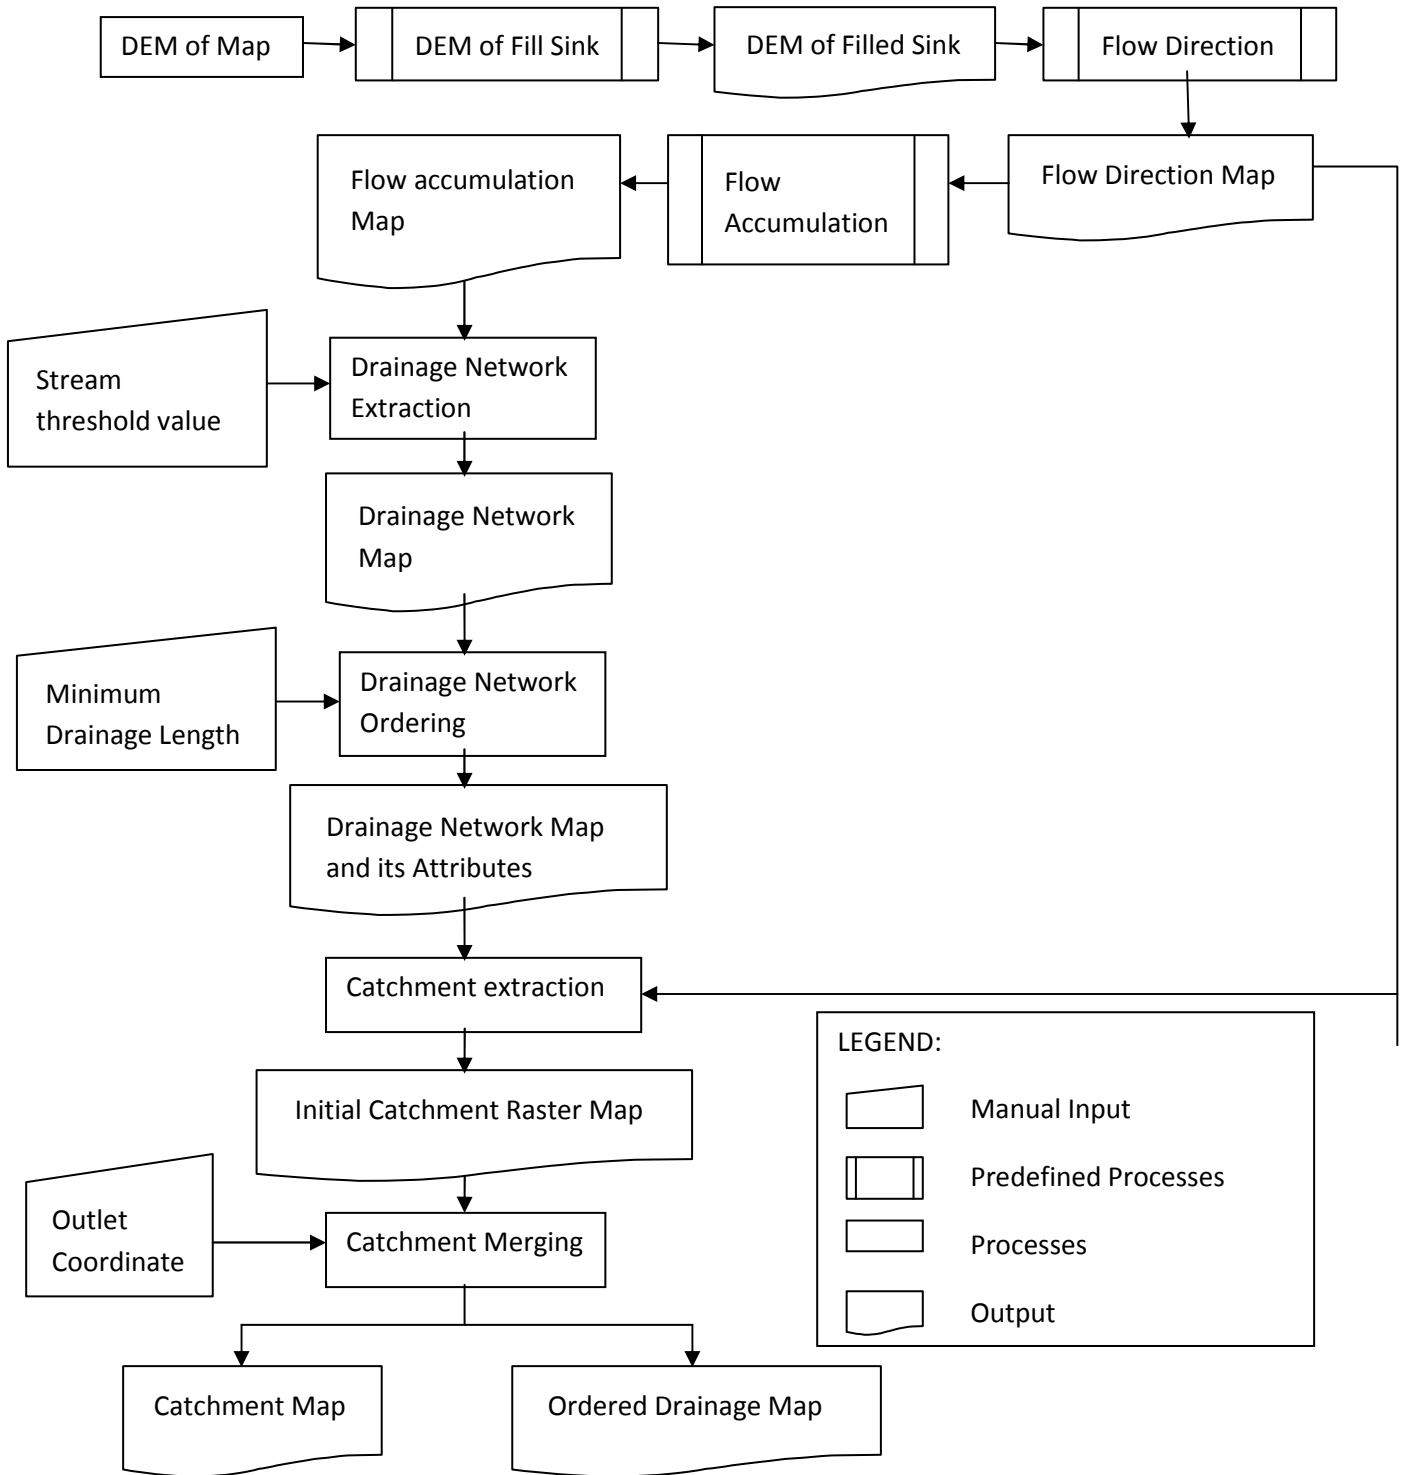 DEM of Map
DEM of Fill Sink
DEM of Filled Sink
Flow Direction
Flow accumulation
Map
Flow
Accumulation
Flow Direction Map
Stream
threshold value
Drainage Network
Extraction
Drainage Network
Map
Minimum
Drainage Length
Drainage Network
Ordering
Drainage Network Map
and its Attributes
Catchment extraction
Initial Catchment Raster Map
Outlet
Coordinate
Catchment Merging
Catchment Map
Ordered Drainage Map
LEGEND:
Manual Input
Predefined Processes
Processes
Output